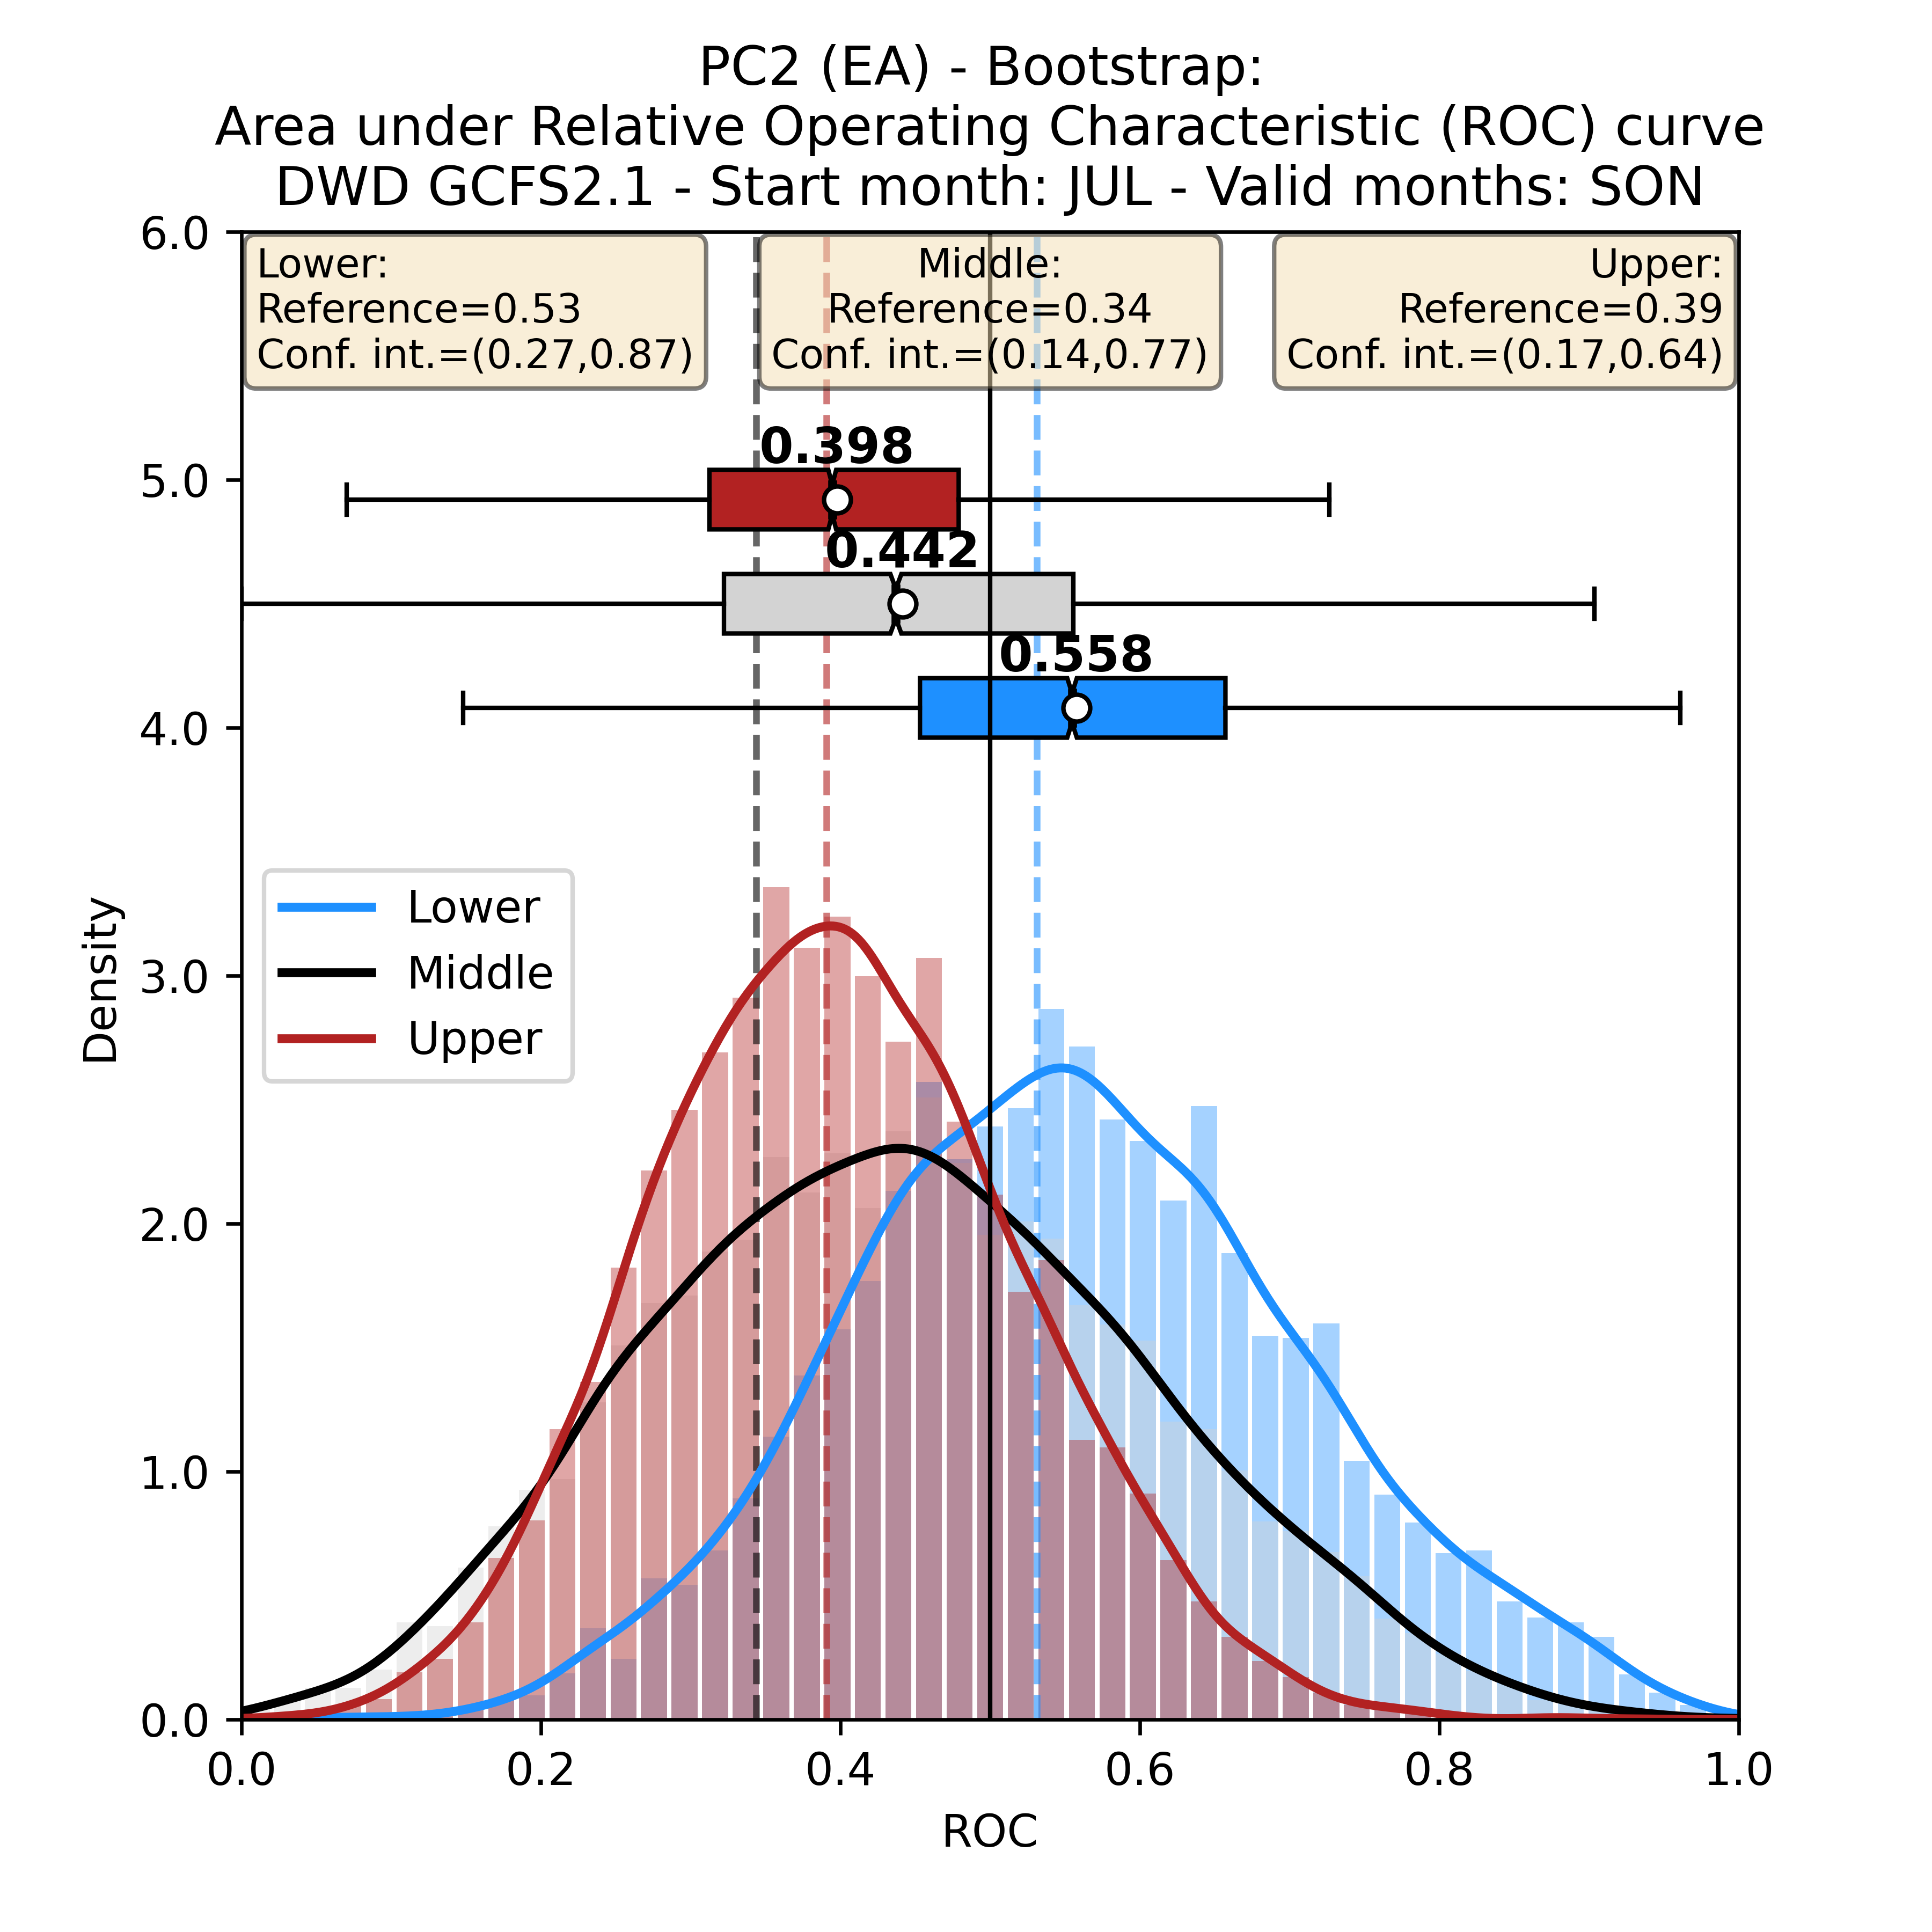 PC2 (EA) - Bootstrap:
Area under Relative Operating Characteristic (ROC) curve
DWD GCFS2.1 - Start month: JUL - Valid months: SON
Lower:
Reference=0.53
Conf. int.=(0.27,0.87)
Middle:
Reference=0.34
Conf. int.=(0.14,0.77)
Upper:
Reference=0.39
Conf. int.=(0.17,0.64)
0.398
0.442
0.558
Lower
Middle
Upper
Density
6.0
5.0
4.0
3.0
2.0
1.0
0.0
0.0 0.2 0.4 0.6 0.8 1.0
ROC